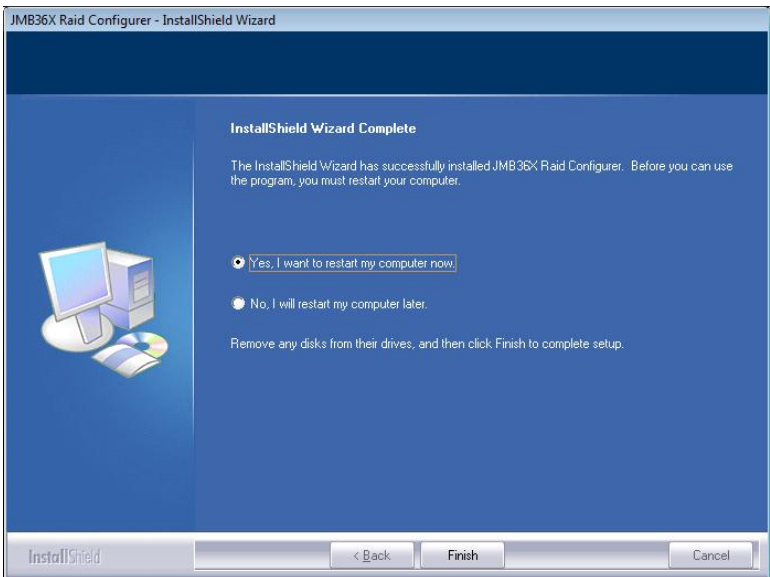 JMB36X Raid Configurer - InstallShield Wizard
InstallShield Wizard Complete
The InstallShield Wizard has successfully installed JMB36X Raid Configurer. Before you can use
the program, you must restart your computer.
Yes, I want to restart my computer now.
No, I will restart my computer later.
Remove any disks from their drives, and then click Finish to complete setup.
InstallShield
< Back
Finish
Cancel